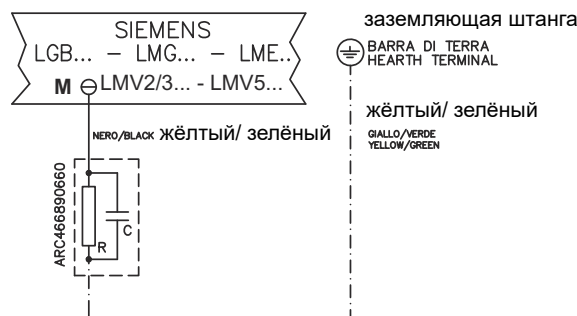 SIEMENS
LGB... – LMG... – LME..
M LMV2/3... - LMV5...
заземляющая штанга
BARRA DI TERRA
HEARTH TERMINAL
NERO/BLACK жёлтый/ зелёный
жёлтый/ зелёный
GIALLO/VERDE
YELLOW/GREEN
ARC466890660
C
R